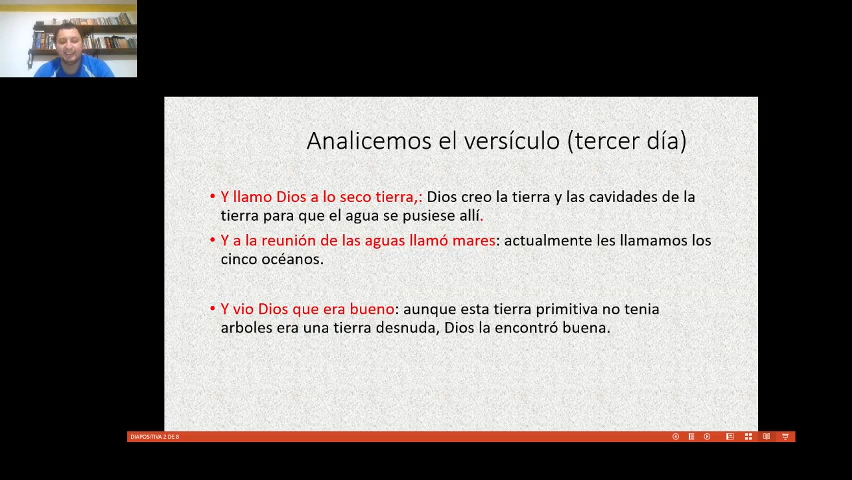 Analicemos el versículo (tercer día)
• Y llamo Dios a lo seco tierra,: Dios creo la tierra y las cavidades de la
tierra para que el agua se pusiese allí.
• Y a la reunión de las aguas llamó mares: actualmente les llamamos los
cinco océanos.
• Y vio Dios que era bueno: aunque esta tierra primitiva no tenia
arboles era una tierra desnuda, Dios la encontró buena.
DIAPOSITIVA 2 DE 8